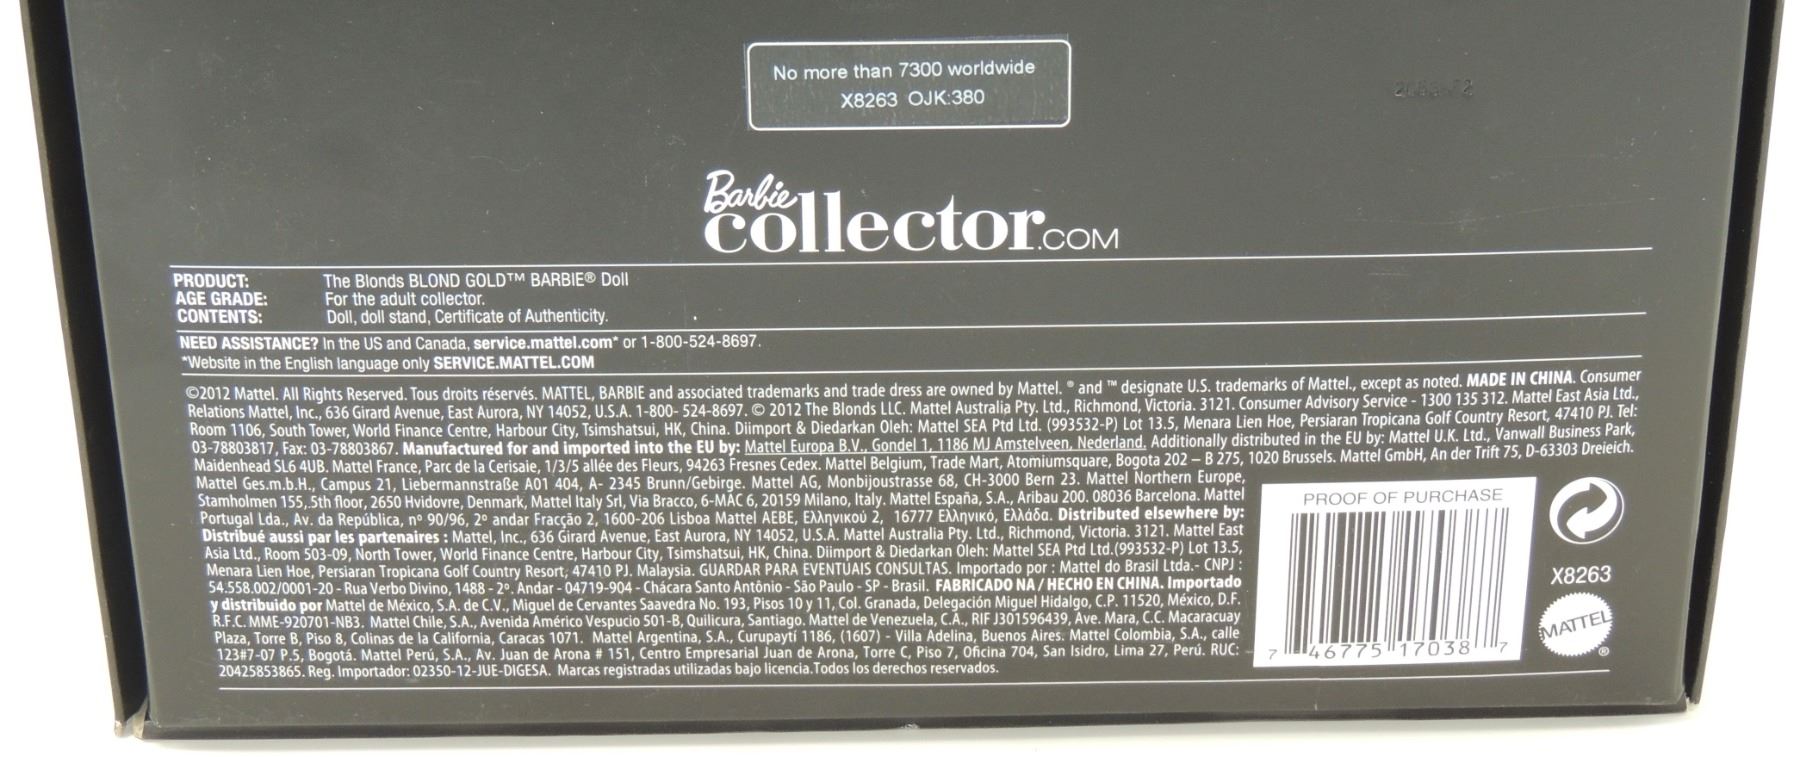 No more than 7300 worldwide
X8263 OJK:380
Barbie
collector.COM
PRODUCT: The Blonds BLOND GOLD™ BARBIE® Doll
AGE GRADE: For the adult collector.
CONTENTS: Doll, doll stand, Certificate of Authenticity.
NEED ASSISTANCE? In the US and Canada, service.mattel.com* or 1-800-524-8697.
*Website in the English language only SERVICE.MATTEL.COM
©2012 Mattel. All Rights Reserved. Tous droits réservés. MATTEL, BARBIE and associated trademarks and trade dress are owned by Mattel. ® and ™ designate U.S. trademarks of Mattel., except as noted. MADE IN CHINA. Consumer
Relations Mattel, Inc., 636 Girard Avenue, East Aurora, NY 14052, U.S.A. 1-800- 524-8697. © 2012 The Blonds LLC. Mattel Australia Pty. Ltd., Richmond, Victoria. 3121. Consumer Advisory Service - 1300 135 312. Mattel East Asia Ltd.,
Room 1106, South Tower, World Finance Centre, Harbour City, Tsimshatsui, HK, China. Diimport & Diedarkan Oleh: Mattel SEA Ptd Ltd. (993532-P) Lot 13.5, Menara Lien Hoe, Persiaran Tropicana Golf Country Resort, 47410 PJ. Tel:
03-78803817, Fax: 03-78803867. Manufactured for and imported into the EU by: Mattel Europa B.V., Gondel 1, 1186 MJ Amstelveen, Nederland. Additionally distributed in the EU by: Mattel U.K. Ltd., Vanwall Business Park,
Maidenhead SL6 4UB. Mattel France, Parc de la Cerisaie, 1/3/5 allée des Fleurs, 94263 Fresnes Cedex. Mattel Belgium, Trade Mart, Atomiumsquare, Bogota 202 – B 275, 1020 Brussels. Mattel GmbH, An der Trift 75, D-63303 Dreieich.
Mattel Ges.m.b.H., Campus 21, Liebermannstraße A01 404, A- 2345 Brunn/Gebirge. Mattel AG, Monbijoustrasse 68, CH-3000 Bern 23. Mattel Northern Europe,
Stamholmen 155, 5th floor, 2650 Hvidovre, Denmark, Mattel Italy Srl, Via Bracco, 6-MAC 6, 20159 Milano, Italy. Mattel España, S.A., Aribau 200. 08036 Barcelona. Mattel
Portugal Lda., Av. da República, nº 90/96, 2º andar Fracção 2, 1600-206 Lisboa Mattel AEBE, Ελληνικού 2, 16777 Ελληνικό, Ελλάδα. Distributed elsewhere by:
Distribué aussi par les partenaires : Mattel, Inc., 636 Girard Avenue, East Aurora, NY 14052, U.S.A. Mattel Australia Pty. Ltd., Richmond, Victoria. 3121. Mattel East
Asia Ltd., Room 503-09, North Tower, World Finance Centre, Harbour City, Tsimshatsui, HK, China. Diimport & Diedarkan Oleh: Mattel SEA Ptd Ltd.(993532-P) Lot 13.5,
Menara Lien Hoe, Persiaran Tropicana Golf Country Resort, 47410 PJ. Malaysia. GUARDAR PARA EVENTUAIS CONSULTAS. Importado por : Mattel do Brasil Ltda.- CNPJ :
54.558.002/0001-20 - Rua Verbo Divino, 1488 - 2º. Andar - 04719-904 - Chácara Santo Antônio - São Paulo - SP - Brasil. FABRICADO NA / HECHO EN CHINA. Importado
y distribuido por Mattel de México, S.A. de C.V., Miguel de Cervantes Saavedra No. 193, Pisos 10 y 11, Col. Granada, Delegación Miguel Hidalgo, C.P. 11520, México, D.F.
R.F.C. MME-920701-NB3. Mattel Chile, S.A., Avenida Américo Vespucio 501-B, Quilicura, Santiago. Mattel de Venezuela, C.A., RIF J301596439, Ave. Mara, C.C. Macaracuay
Plaza, Torre B, Piso 8, Colinas de la California, Caracas 1071. Mattel Argentina, S.A., Curupaytí 1186, (1607) - Villa Adelina, Buenos Aires. Mattel Colombia, S.A., calle
123#7-07 P.5, Bogotá. Mattel Perú, S.A., Av. Juan de Arona # 151, Centro Empresarial Juan de Arona, Torre C, Piso 7, Oficina 704, San Isidro, Lima 27, Perú. RUC:
20425853865. Reg. Importador: 02350-12-JUE-DIGESA. Marcas registradas utilizadas bajo licencia.Todos los derechos reservados.
PROOF OF PURCHASE
7 46775 17038 7
X8263
MATTEL
®